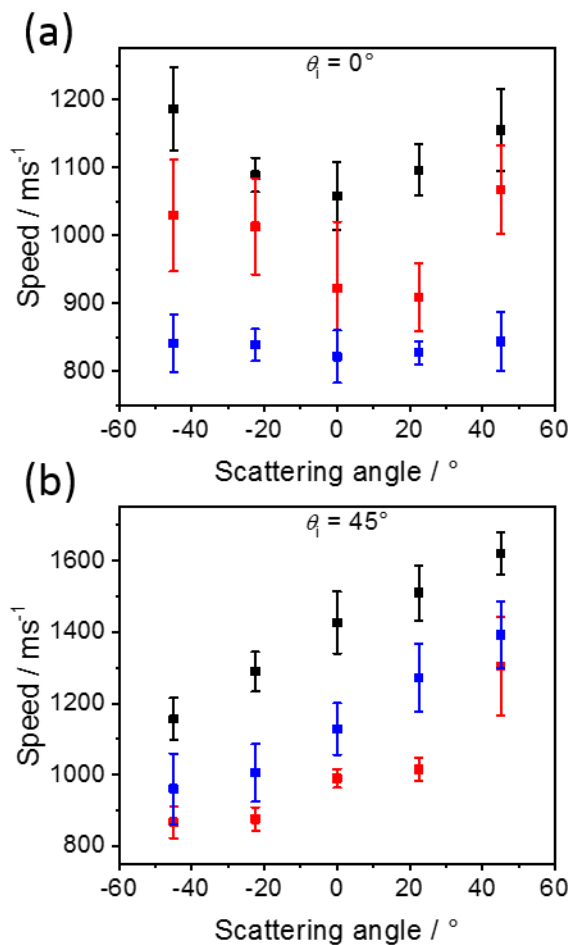 (a)
θi = 0°
1200
1100
1000
900
800
Speed / ms-1
-60 -40 -20 0 20 40 60
Scattering angle / °
(b)
θi = 45°
1600
1400
1200
1000
800
Speed / ms-1
-60 -40 -20 0 20 40 60
Scattering angle / °